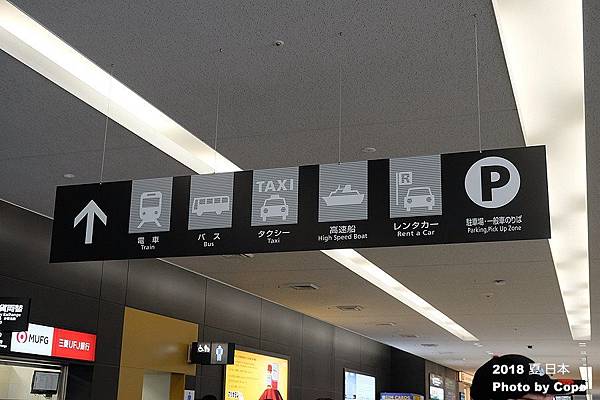 電車
Train
バス
Bus
TAXI
タクシー
Taxi
高速船
High Speed Boat
R
レンタカー
Rent a Car
P
駐車場・一般車のりば
Parking,Pick Up Zone
MUFG
三菱UFJ銀行
2018 夏,日本
Photo by Cops